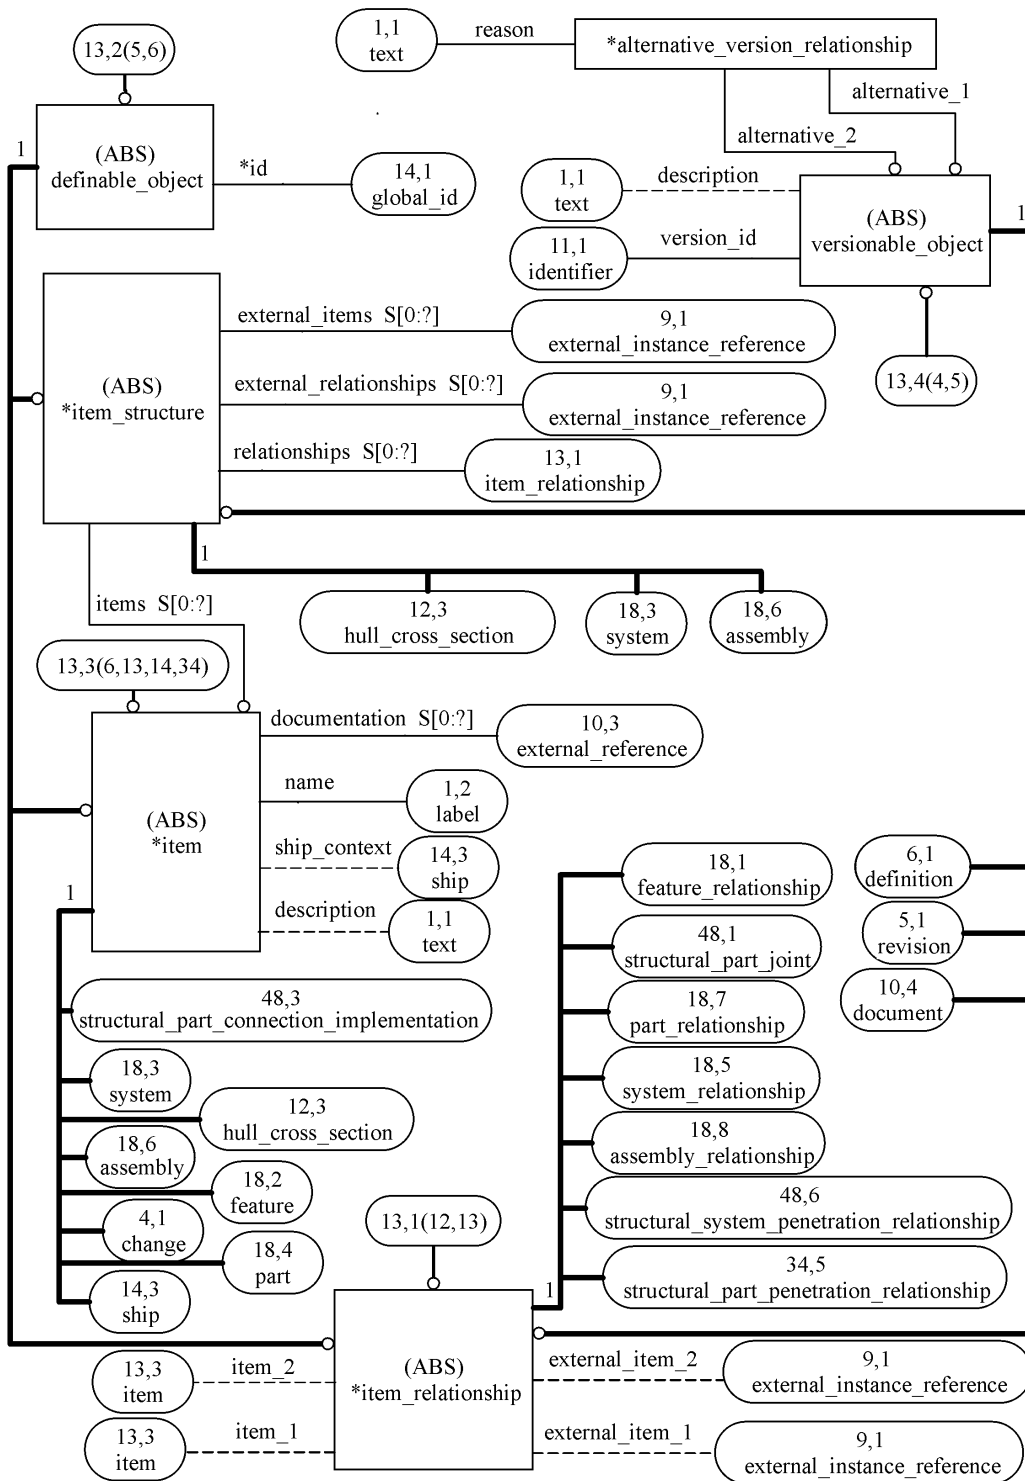 13,2(5,6)
1,1
text
reason
*alternative_version_relationship
alternative_1
alternative_2
1
(ABS)
definable_object
*id
14,1
global_id
1,1
text
description
11,1
identifier
version_id
(ABS)
versionable_object
1
13,4(4,5)
(ABS)
*item_structure
external_items S[0:?]
9,1
external_instance_reference
external_relationships S[0:?]
9,1
external_instance_reference
relationships S[0:?]
13,1
item_relationship
1
12,3
hull_cross_section
18,3
system
18,6
assembly
items S[0:?]
13,3(6,13,14,34)
(ABS)
*item
documentation S[0:?]
10,3
external_reference
name
1,2
label
ship_context
14,3
ship
description
1,1
text
1
48,3
structural_part_connection_implementation
18,3
system
12,3
hull_cross_section
18,6
assembly
18,2
feature
4,1
change
18,4
part
14,3
ship
18,1
feature_relationship
48,1
structural_part_joint
18,7
part_relationship
18,5
system_relationship
18,8
assembly_relationship
48,6
structural_system_penetration_relationship
34,5
structural_part_penetration_relationship
6,1
definition
5,1
revision
10,4
document
13,1(12,13)
1
(ABS)
*item_relationship
13,3
item
item_2
13,3
item
item_1
external_item_2
9,1
external_instance_reference
external_item_1
9,1
external_instance_reference